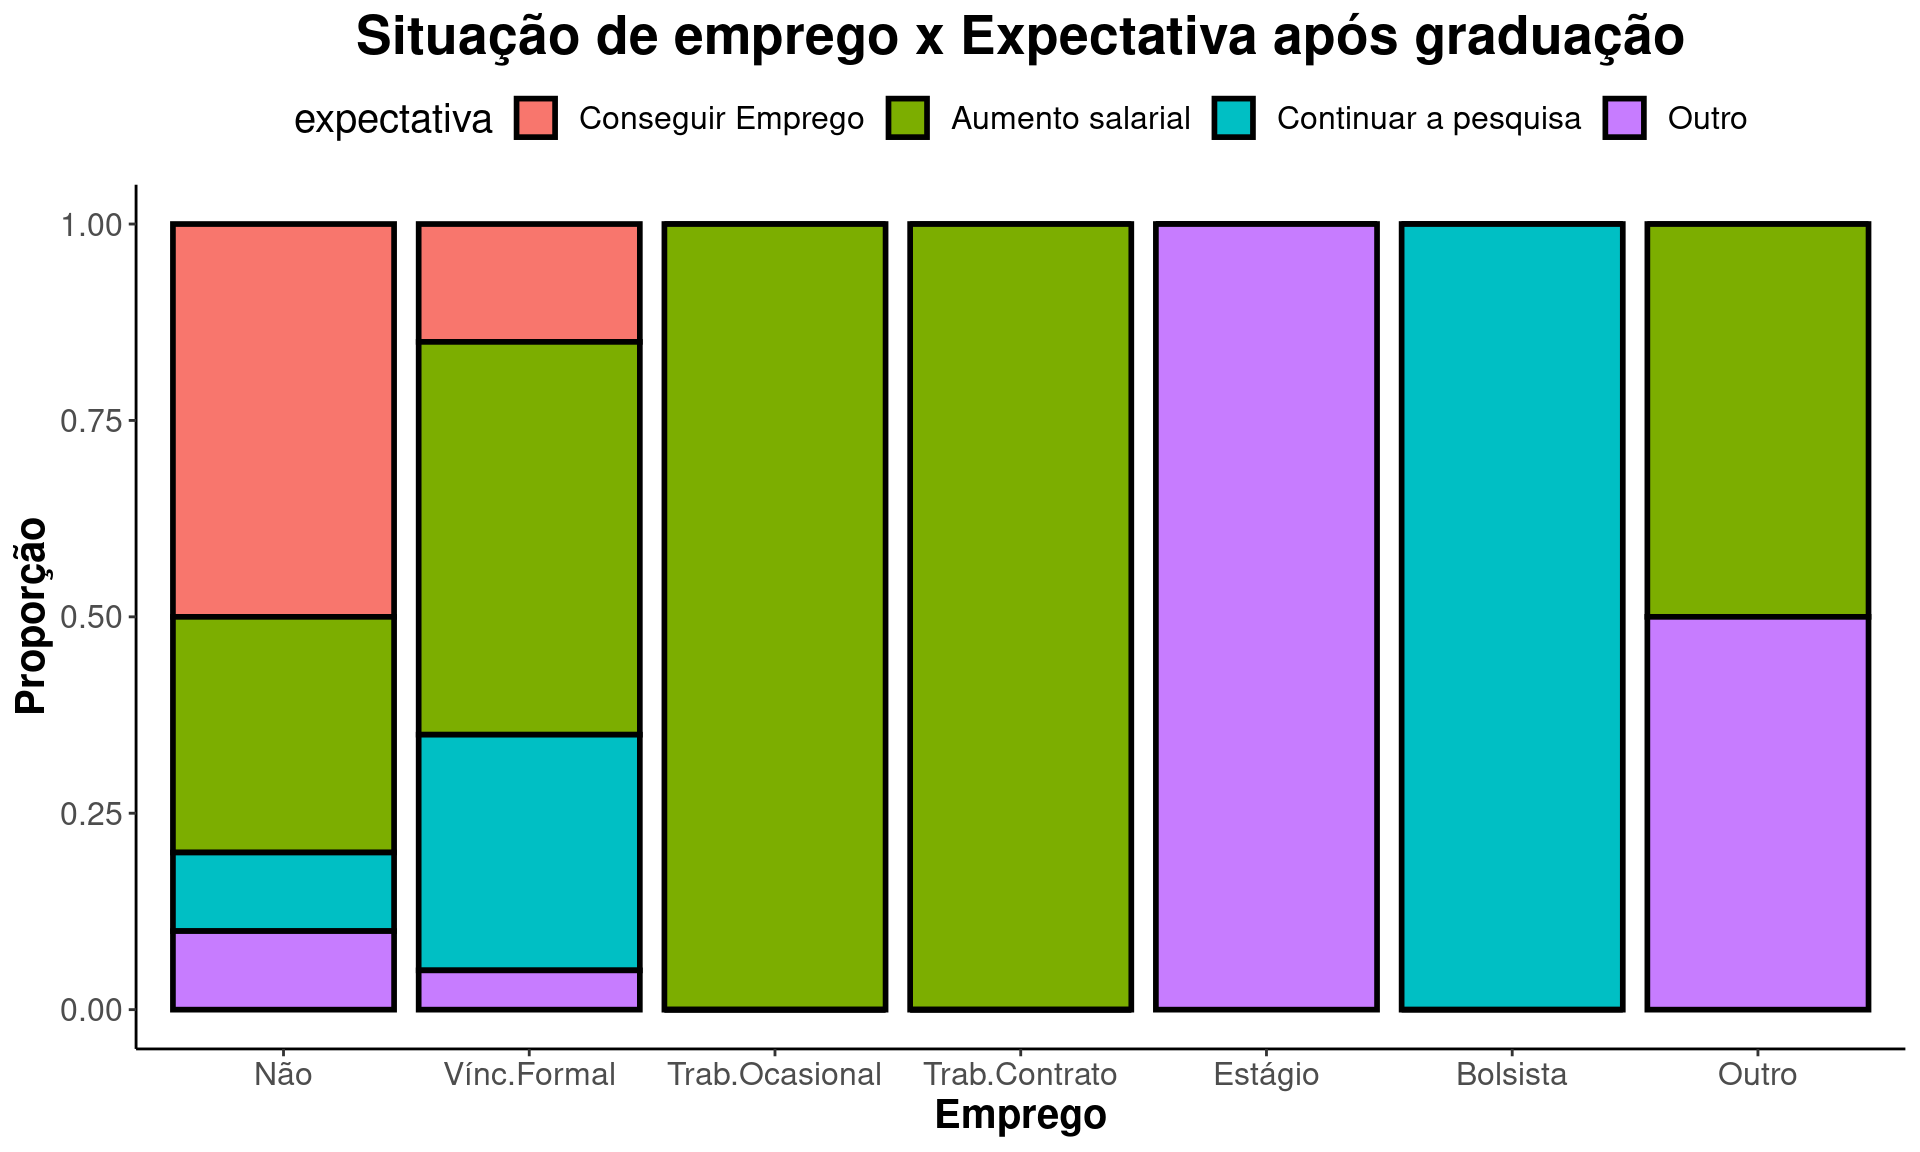 Situação de emprego x Expectativa após graduação
expectativa Conseguir Emprego Aumento salarial Continuar a pesquisa Outro
Proporção
1.00
0.75
0.50
0.25
0.00
Não Vínc.Formal Trab.Ocasional Trab.Contrato Estágio Bolsista Outro
Emprego